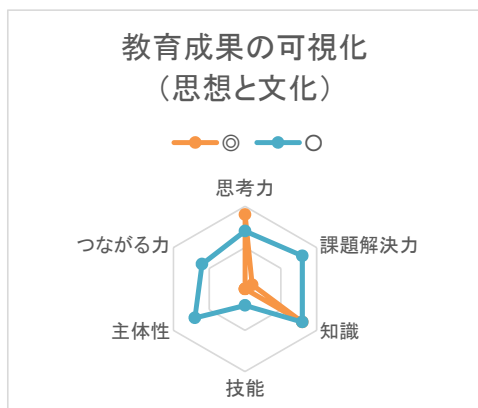 教育成果の可視化
（思想と文化）
◎ ○
思考力
課題解決力
知識
技能
主体性
つながる力